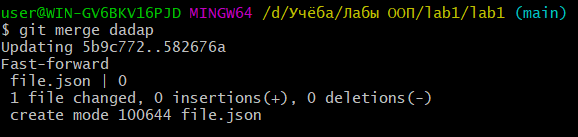 user@WIN-GV6BKV16PJD MINGW64 /d/Учёба/Лабы ООП/lab1/lab1 (main)
$ git merge dadap
Updating 5b9c772..582676a
Fast-forward
 file.json | 0
 1 file changed, 0 insertions(+), 0 deletions(-)
 create mode 100644 file.json